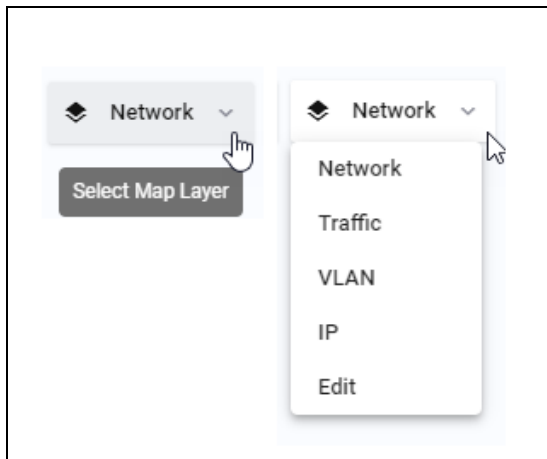 Network
Select Map Layer
Network
Network
Traffic
VLAN
IP
Edit